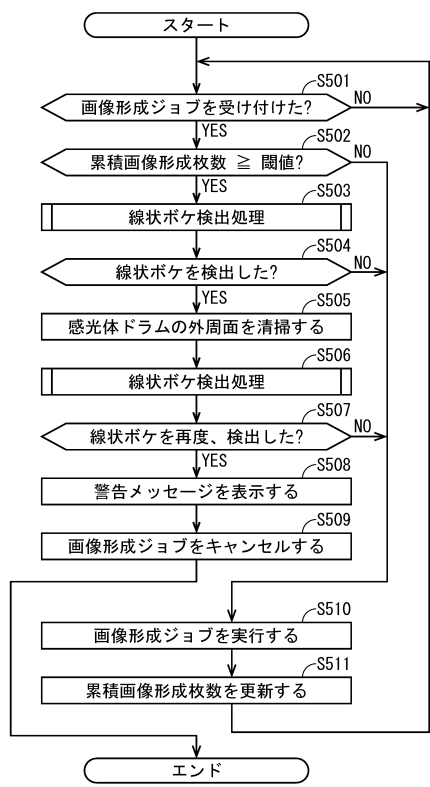 スタート
S501
画像形成ジョブを受け付けた?
NO
YES
S502
累積画像形成枚数 ≧ 閾値?
NO
YES
S503
線状ボケ検出処理
S504
線状ボケを検出した?
NO
YES
S505
感光体ドラムの外周面を清掃する
S506
線状ボケ検出処理
S507
線状ボケを再度、検出した?
NO
YES
S508
警告メッセージを表示する
S509
画像形成ジョブをキャンセルする
S510
画像形成ジョブを実行する
S511
累積画像形成枚数を更新する
エンド